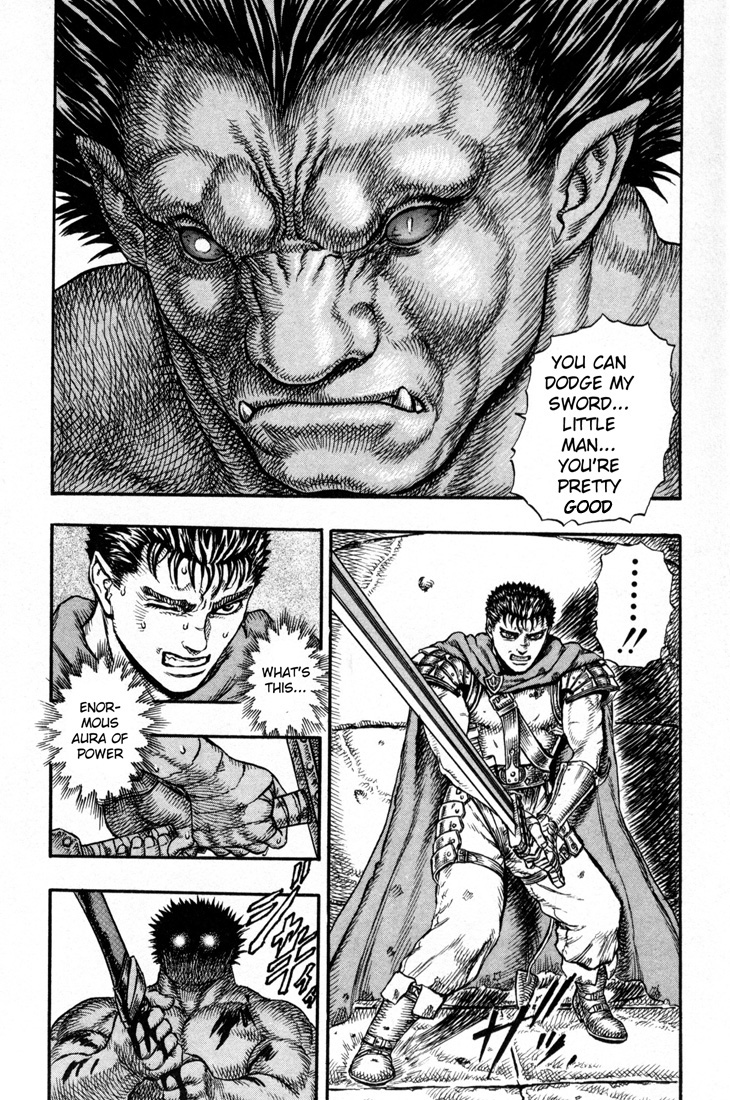 YOU CAN
DODGE MY
SWORD...
LITTLE
MAN...
YOU'RE
PRETTY
GOOD
WHAT'S
THIS...
ENOR-
MOUS
AURA OF
POWER
......!!